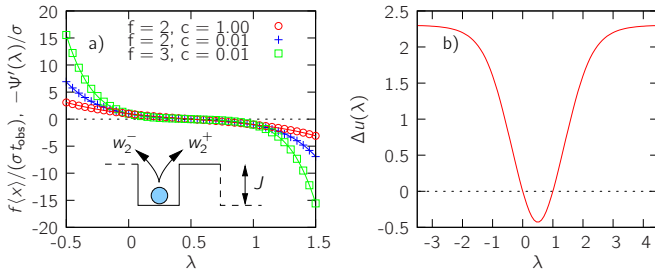 a)
f = 2, c = 1.00
f = 2, c = 0.01
f = 3, c = 0.01
f⟨x⟩/(σ t_obs), −Ψ′(λ)/σ
20
15
10
5
0
-5
-10
-15
-20
w₂⁻ w₂⁺
J
-0.5 0 0.5 1 1.5
λ
b)
Δu(λ)
2.5
2
1.5
1
0.5
0
-0.5
-3 -2 -1 0 1 2 3 4
λ